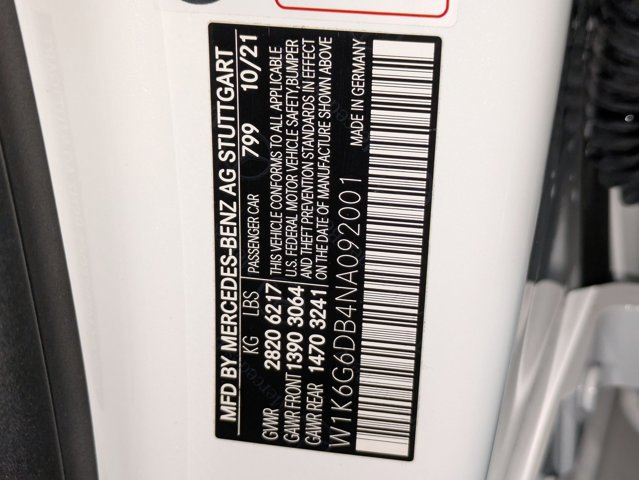 MFD BY MERCEDES-BENZ AG STUTTGART
KG LBS PASSENGER CAR 799 10/21
GVWR 2820 6217 THIS VEHICLE CONFORMS TO ALL APPLICABLE
GAWR FRONT 1390 3064 U.S. FEDERAL MOTOR VEHICLE SAFETY,BUMPER
GAWR REAR 1470 3241 AND THEFT PREVENTION STANDARDS IN EFFECT
ON THE DATE OF MANUFACTURE SHOWN ABOVE
W1K6G6DB4NA092001 MADE IN GERMANY